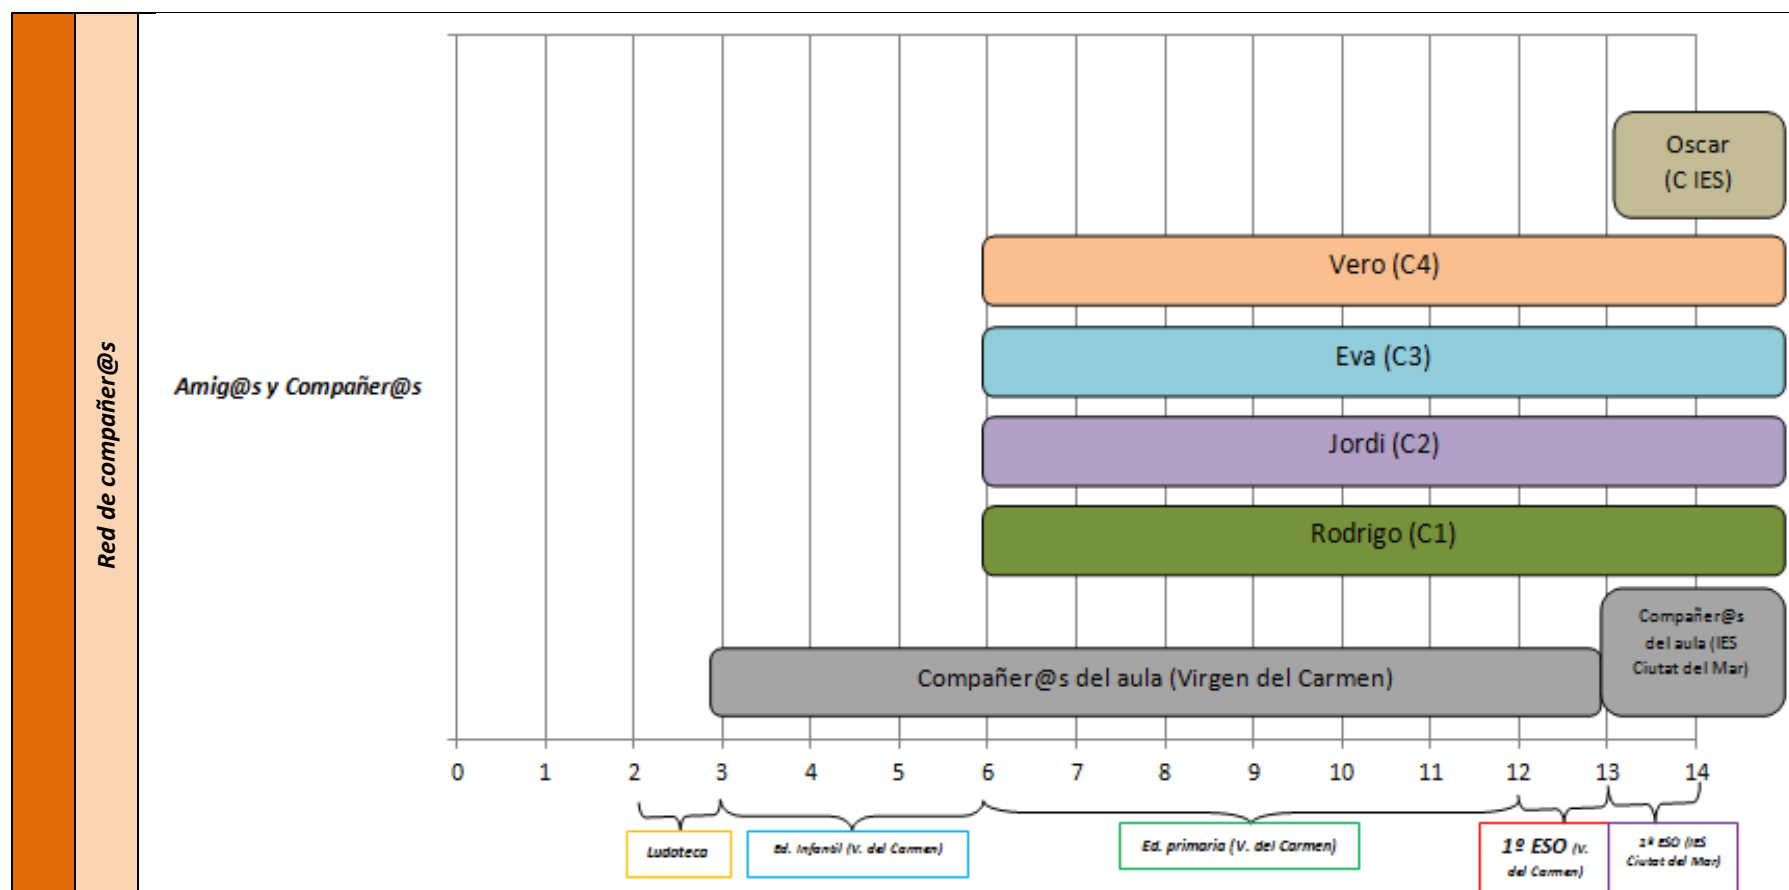 Red de compañer@s
Amig@s y Compañer@s
Oscar
(C IES)
Vero (C4)
Eva (C3)
Jordi (C2)
Rodrigo (C1)
Compañer@s
del aula (IES
Ciutat del Mar)
Compañer@s del aula (Virgen del Carmen)
0 1 2 3 4 5 6 7 8 9 10 11 12 13 14
Ludoteca
Ed. Infantil (V. del Carmen)
Ed. primaria (V. del Carmen)
1º ESO (V.
del Carmen)
1º ESO (IES
Ciutat del Mar)